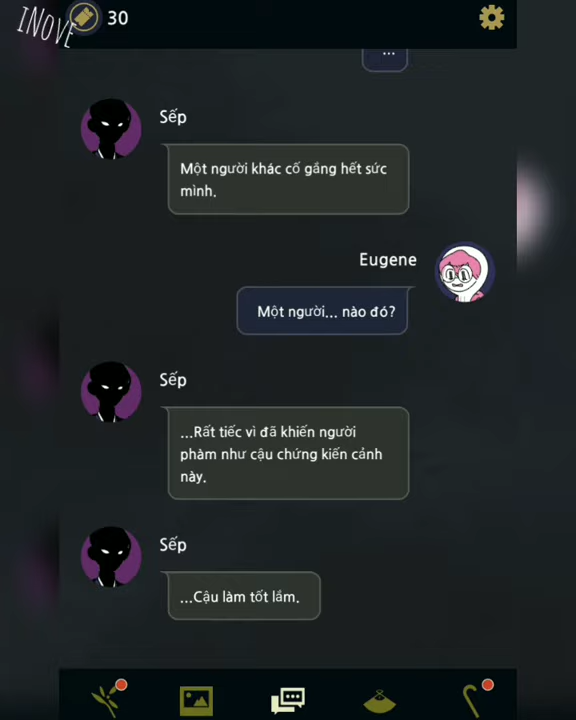 INOVE
30
...
Sếp
Một người khác cố gắng hết sức
mình.
Eugene
Một người... nào đó?
Sếp
...Rất tiếc vì đã khiến người
phàm như cậu chứng kiến cảnh
này.
Sếp
...Cậu làm tốt lắm.